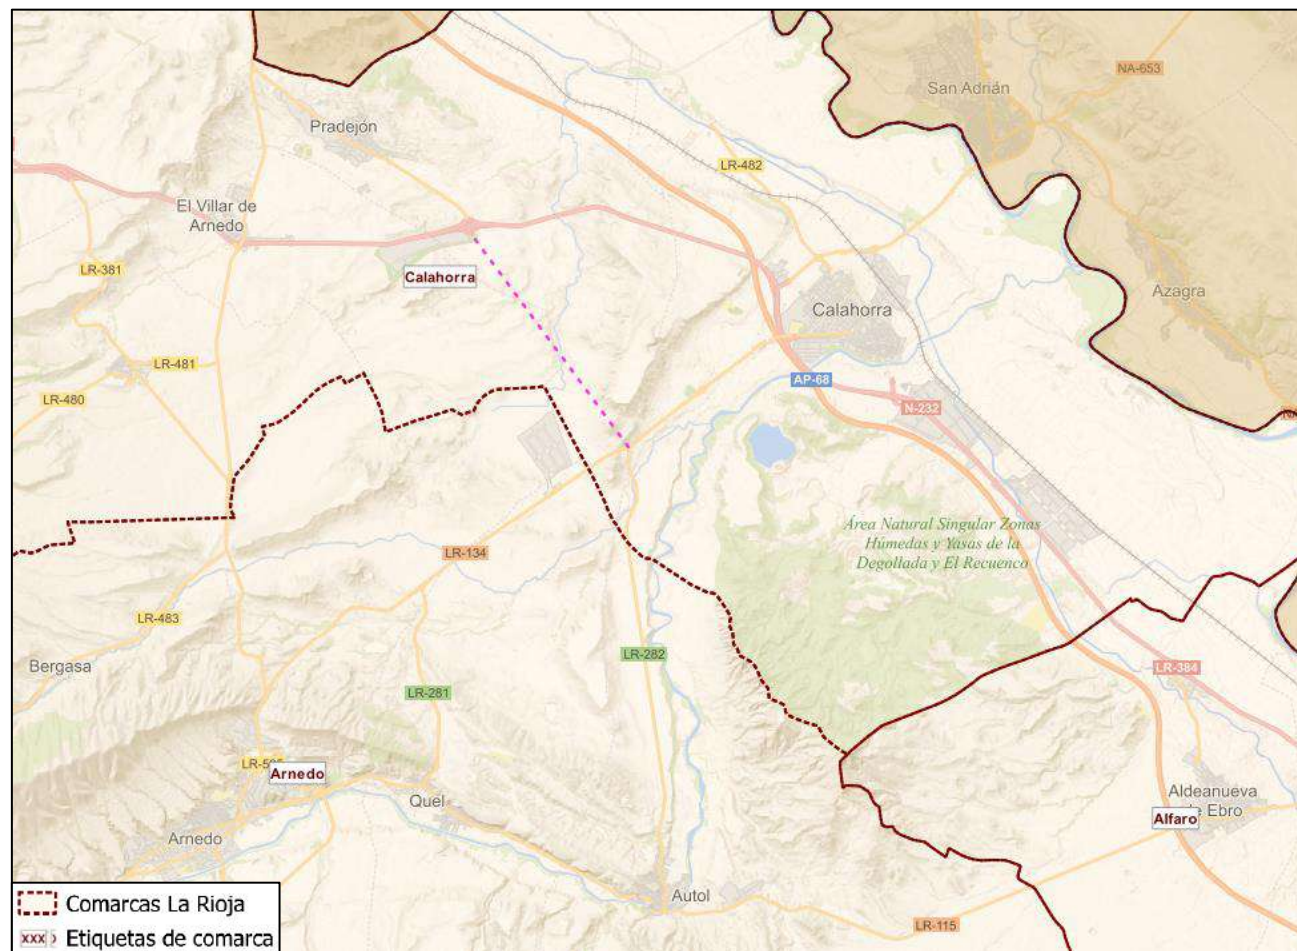 NA-653
San Adrián
Pradejón
LR-482
El Villar de
Arnedo
LR-381
Calahorra
Azagra
Calahorra
LR-481
AP-68
LR-480
N-232
Área Natural Singular Zonas
Húmedas y Yasas de la
Degollada y El Recuenco
LR-134
LR-483
LR-282
Bergasa
LR-384
LR-281
Arnedo
Aldeanueva
de Ebro
Quel
Alfaro
Arnedo
Autol
LR-115
Comarcas La Rioja
xxx Etiquetas de comarca